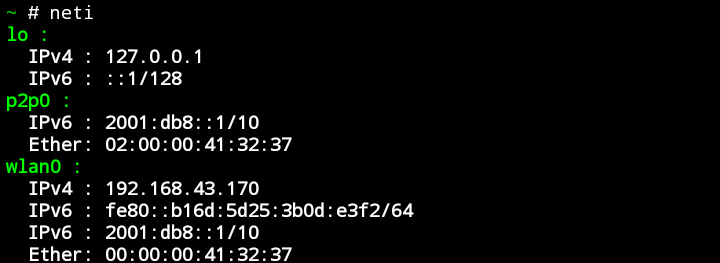 ~ # neti
lo :
  IPv4 : 127.0.0.1
  IPv6 : ::1/128
p2p0 :
  IPv6 : 2001:db8::1/10
  Ether: 02:00:00:41:32:37
wlan0 :
  IPv4 : 192.168.43.170
  IPv6 : fe80::b16d:5d25:3b0d:e3f2/64
  IPv6 : 2001:db8::1/10
  Ether: 00:00:00:41:32:37